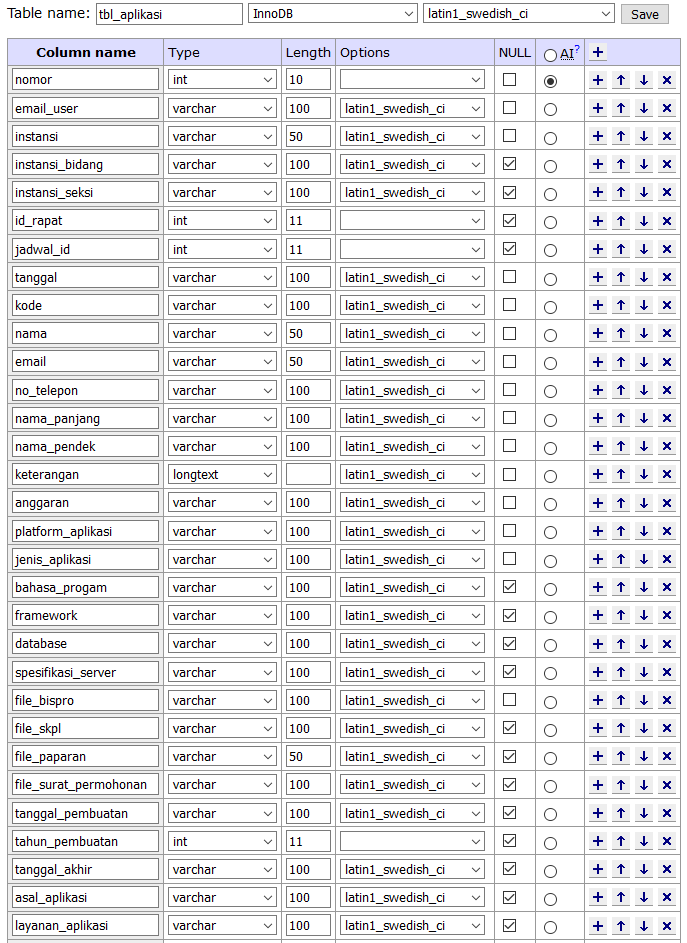 Table name: tbl_aplikasi InnoDB latin1_swedish_ci Save
Column name Type Length Options NULL AI?
nomor int 10
email_user varchar 100 latin1_swedish_ci
instansi varchar 50 latin1_swedish_ci
instansi_bidang varchar 100 latin1_swedish_ci
instansi_seksi varchar 100 latin1_swedish_ci
id_rapat int 11
jadwal_id int 11
tanggal varchar 100 latin1_swedish_ci
kode varchar 100 latin1_swedish_ci
nama varchar 50 latin1_swedish_ci
email varchar 50 latin1_swedish_ci
no_telepon varchar 100 latin1_swedish_ci
nama_panjang varchar 100 latin1_swedish_ci
nama_pendek varchar 100 latin1_swedish_ci
keterangan longtext latin1_swedish_ci
anggaran varchar 100 latin1_swedish_ci
platform_aplikasi varchar 100 latin1_swedish_ci
jenis_aplikasi varchar 100 latin1_swedish_ci
bahasa_progam varchar 100 latin1_swedish_ci
framework varchar 100 latin1_swedish_ci
database varchar 100 latin1_swedish_ci
spesifikasi_server varchar 100 latin1_swedish_ci
file_bispro varchar 100 latin1_swedish_ci
file_skpl varchar 100 latin1_swedish_ci
file_paparan varchar 50 latin1_swedish_ci
file_surat_permohonan varchar 100 latin1_swedish_ci
tanggal_pembuatan varchar 100 latin1_swedish_ci
tahun_pembuatan int 11
tanggal_akhir varchar 100 latin1_swedish_ci
asal_aplikasi varchar 100 latin1_swedish_ci
layanan_aplikasi varchar 100 latin1_swedish_ci